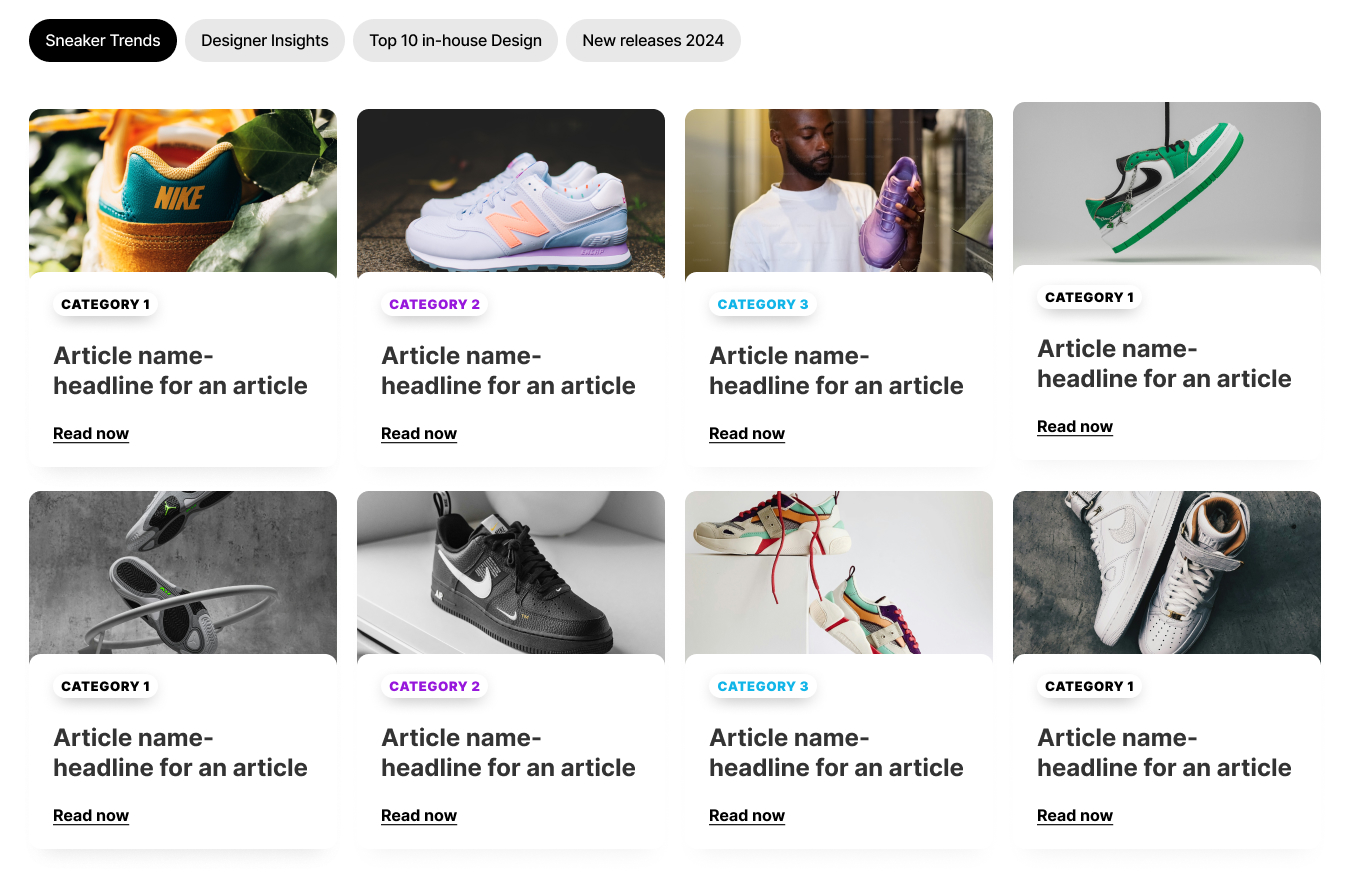 Sneaker Trends
Designer Insights
Top 10 in-house Design
New releases 2024
NIKE
CATEGORY 1
Article name-
headline for an article
Read now
N
CATEGORY 2
Article name-
headline for an article
Read now
CATEGORY 3
Article name-
headline for an article
Read now
CATEGORY 1
Article name-
headline for an article
Read now
CATEGORY 1
Article name-
headline for an article
Read now
AIR
CATEGORY 2
Article name-
headline for an article
Read now
CATEGORY 3
Article name-
headline for an article
Read now
CATEGORY 1
Article name-
headline for an article
Read now